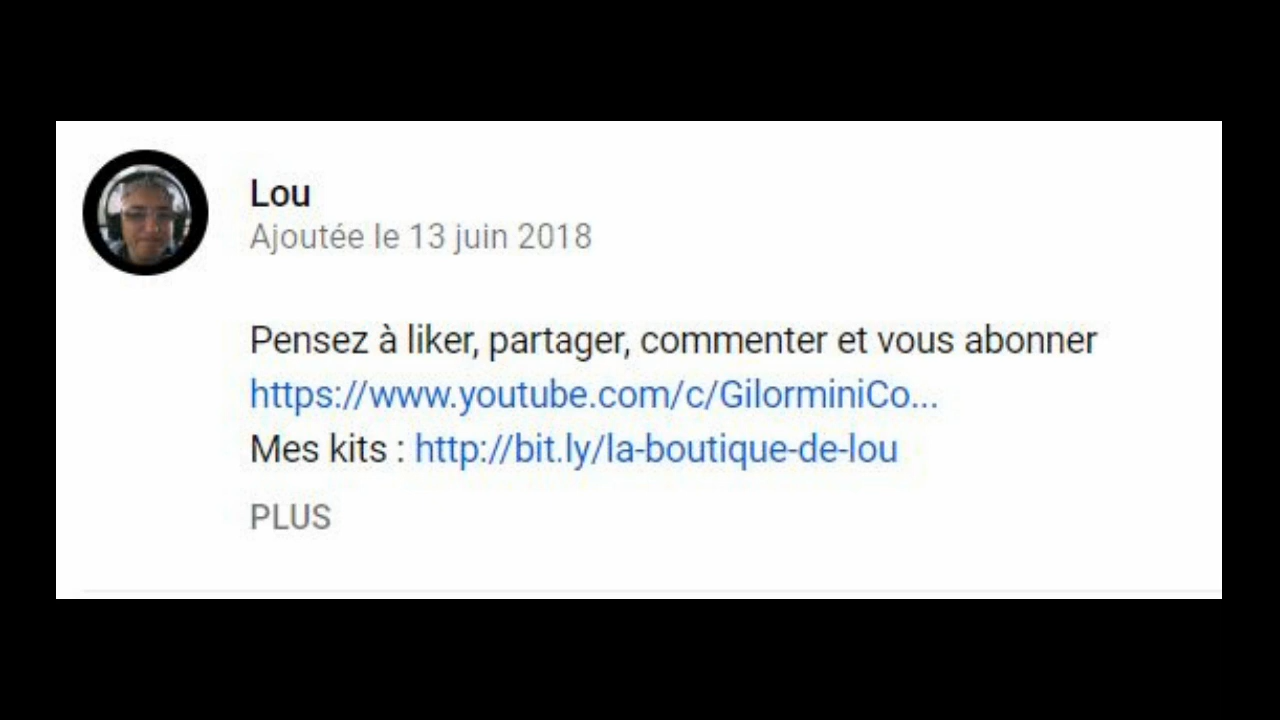 Lou
Ajoutée le 13 juin 2018
Pensez à liker, partager, commenter et vous abonner
https://www.youtube.com/c/GilorminiCo...
Mes kits : http://bit.ly/la-boutique-de-lou
PLUS